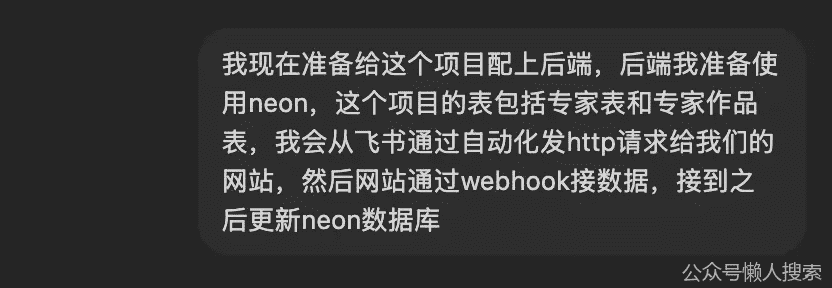 我现在准备给这个项目配上后端，后端我准备使
用neon，这个项目的表包括专家表和专家作品
表，我会从飞书通过自动化发http请求给我们的
网站，然后网站通过webhook接数据，接到之
后更新neon数据库
公众号懒人搜索